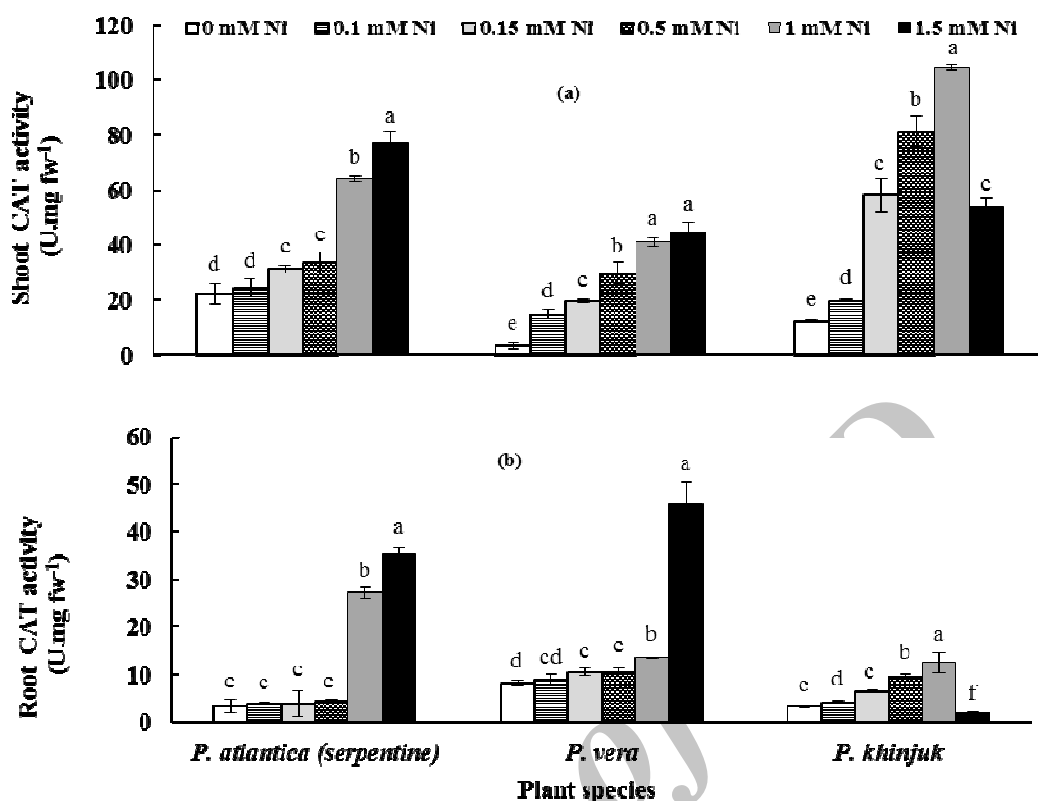 0 mM Ni 0.1 mM Ni 0.15 mM Ni 0.5 mM Ni 1 mM Ni 1.5 mM Ni
(a)
Shoot CAT activity
(U.mg fw-1)
120
100
80
60
40
20
0
d d c c b a
e d c b a a
e d c b a c
(b)
Root CAT activity
(U.mg fw-1)
60
50
40
30
20
10
0
c c c c b a
d cd c c b a
c d c b a f
P. atlantica (serpentine) P. vera P. khinjuk
Plant species